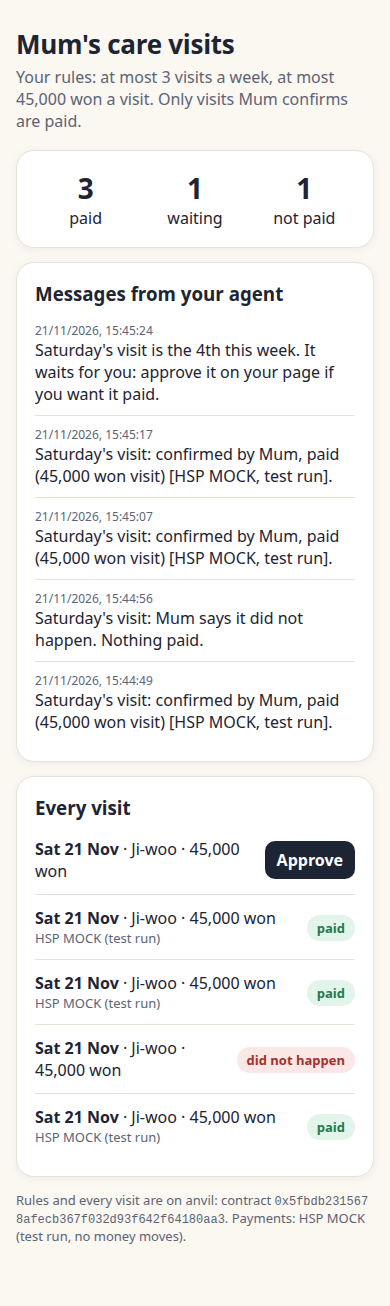 Mum's care visits
Your rules: at most 3 visits a week, at most
45,000 won a visit. Only visits Mum confirms
are paid.
3 1 1
paid waiting not paid
Messages from your agent
21/11/2026, 15:45:24
Saturday's visit is the 4th this week. It
waits for you: approve it on your page if
you want it paid.
21/11/2026, 15:45:17
Saturday's visit: confirmed by Mum, paid
(45,000 won visit) [HSP MOCK, test run].
21/11/2026, 15:45:07
Saturday's visit: confirmed by Mum, paid
(45,000 won visit) [HSP MOCK, test run].
21/11/2026, 15:44:56
Saturday's visit: Mum says it did not
happen. Nothing paid.
21/11/2026, 15:44:49
Saturday's visit: confirmed by Mum, paid
(45,000 won visit) [HSP MOCK, test run].
Every visit
Sat 21 Nov · Ji-woo · 45,000
won
Approve
Sat 21 Nov · Ji-woo · 45,000 won
HSP MOCK (test run)
paid
Sat 21 Nov · Ji-woo · 45,000 won
HSP MOCK (test run)
paid
Sat 21 Nov · Ji-woo ·
45,000 won
did not happen
Sat 21 Nov · Ji-woo · 45,000 won
HSP MOCK (test run)
paid
Rules and every visit are on anvil: contract 0x5fbdb231567
8afecb367f032d93f642f64180aa3. Payments: HSP MOCK
(test run, no money moves).